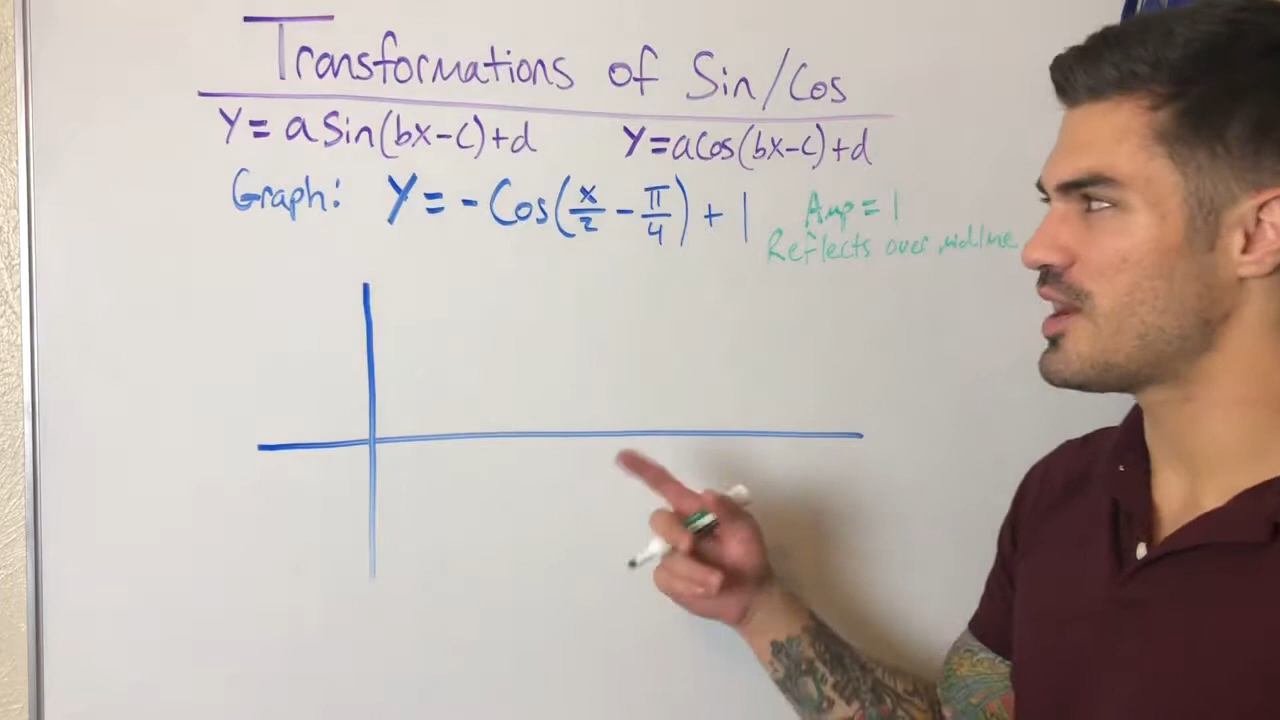 Transformations of Sin/Cos
y = a sin(bx-c)+d y=acos(bx-c)+d
Graph: y = -Cos(x/2 - π/4) + 1
Amp = 1
Reflects over midline